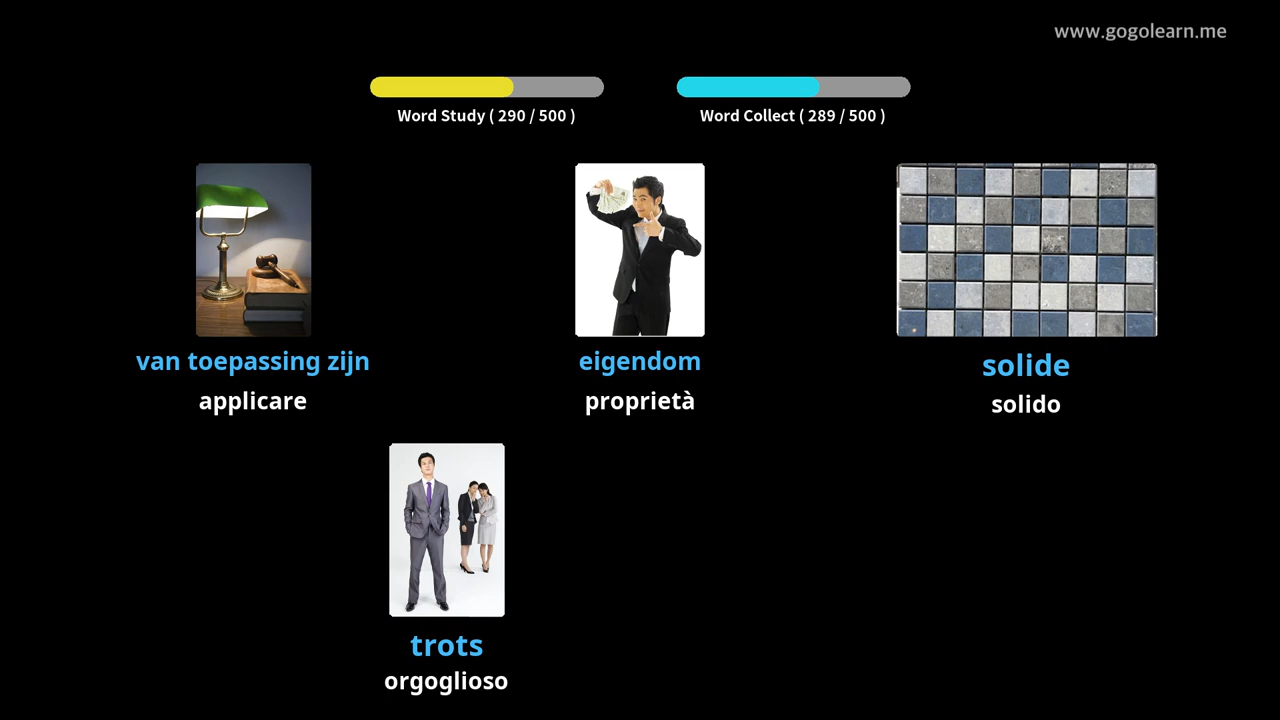 www.gogolearn.me
Word Study ( 290 / 500 )
Word Collect ( 289 / 500 )
van toepassing zijn
applicare
eigendom
proprietà
solide
solido
trots
orgoglioso